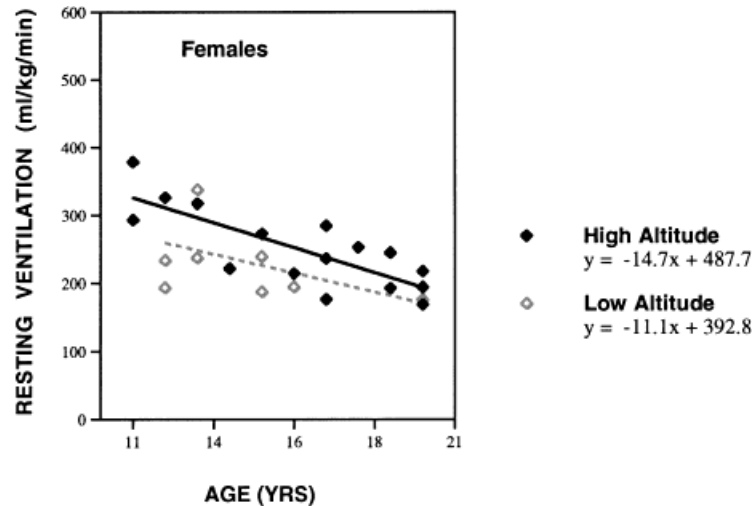 Females
RESTING VENTILATION (ml/kg/min)
600
500
400
300
200
100
0
11 14 16 18 21
AGE (YRS)
High Altitude
y = -14.7x + 487.7
Low Altitude
y = -11.1x + 392.8